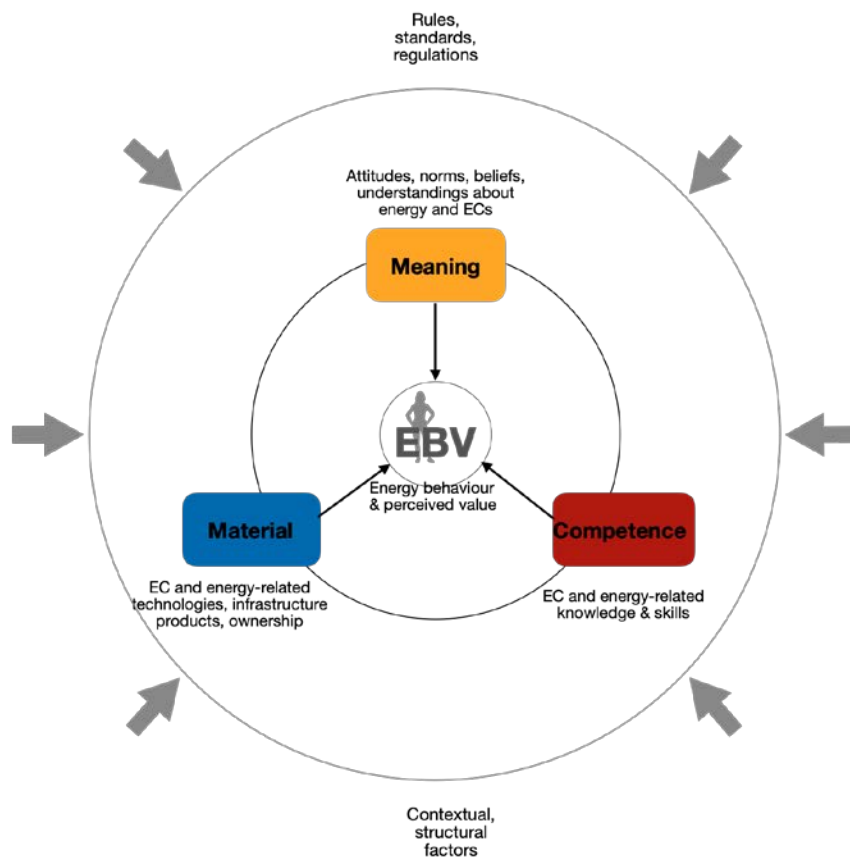 Rules,
standards,
regulations
Attitudes, norms, beliefs,
understandings about
energy and ECs
Meaning
EBV
Energy behaviour
& perceived value
Material
Competence
EC and energy-related
technologies, infrastructure
products, ownership
EC and energy-related
knowledge & skills
Contextual,
structural
factors